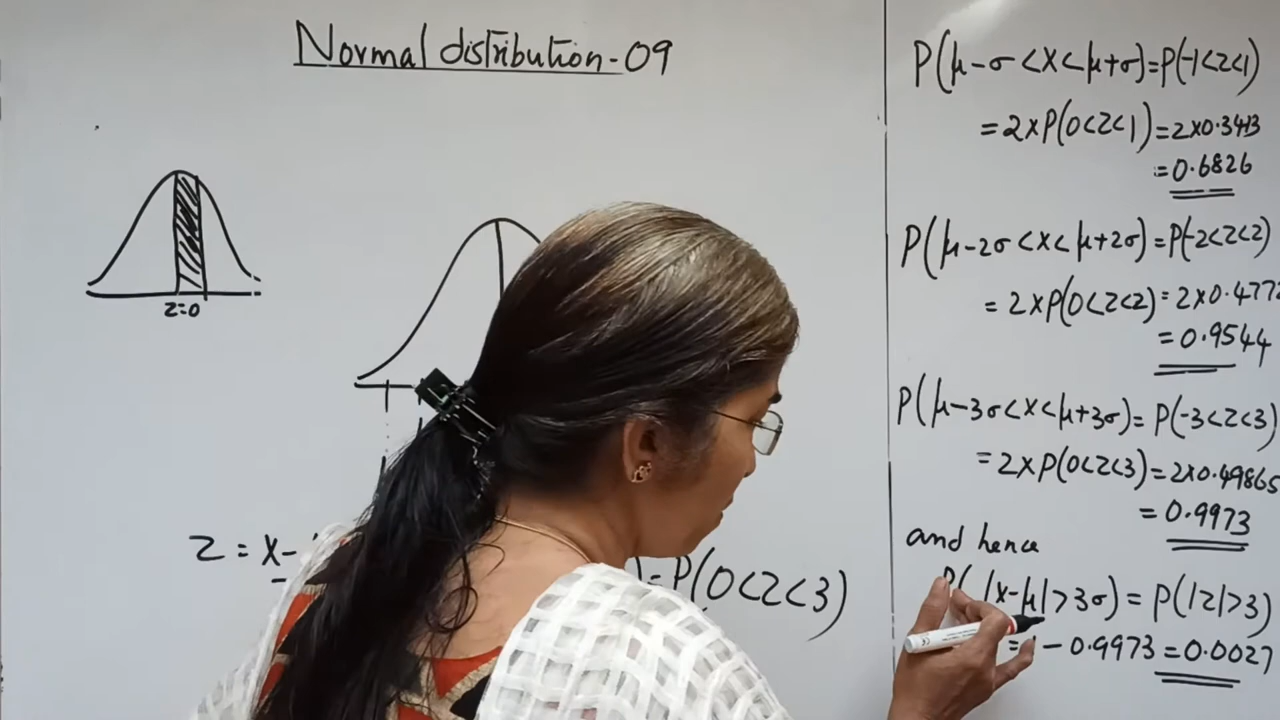 Normal distribution-09
z=0
z = x-
= P(0<z<3)
P(μ-σ<X<μ+σ)=P(-1<z<1)
=2×P(0<z<1)=2×0.3413
=0.6826
P(μ-2σ<X<μ+2σ)=P(-2<z<2)
=2×P(0<z<2)=2×0.4772
=0.9544
P(μ-3σ<X<μ+3σ)=P(-3<z<3)
=2×P(0<z<3)=2×0.49865
=0.9973
and hence
P(|X-μ|>3σ)=P(|z|>3)
=1-0.9973=0.0027